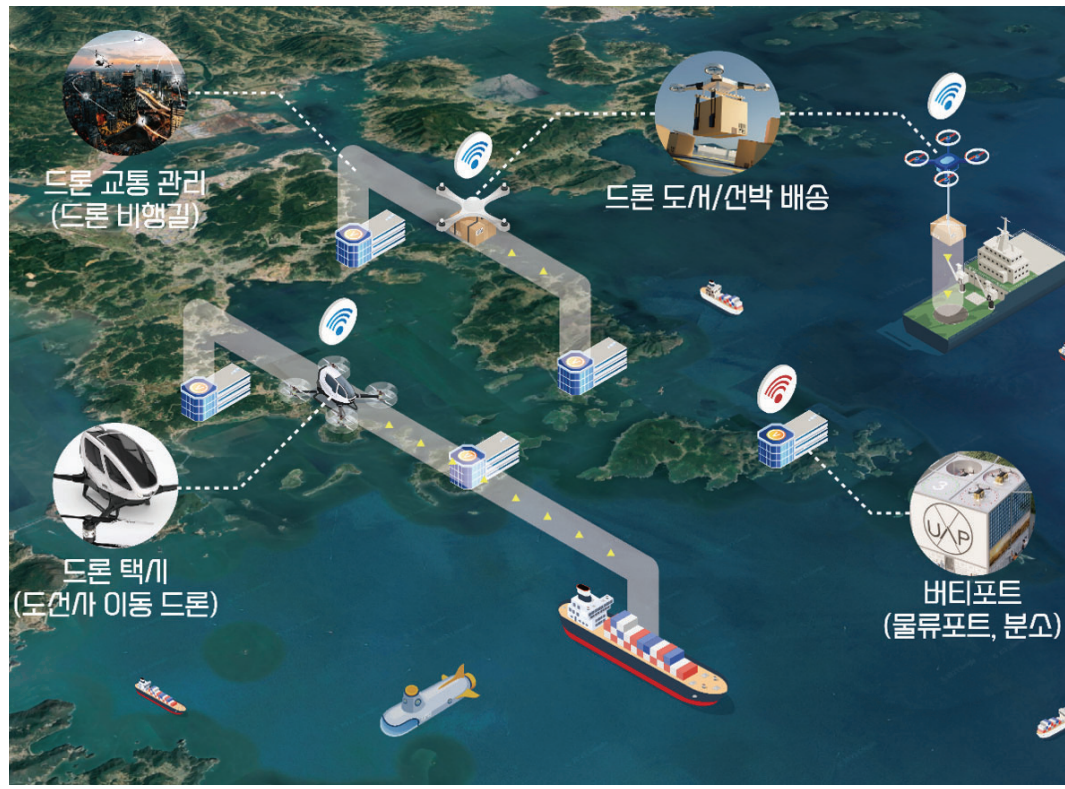 드론 교통 관리
(드론 비행길)
드론 도서/선박 배송
드론 택시
(도선사 이동 드론)
3
UAP
버티포트
(물류포트, 분소)